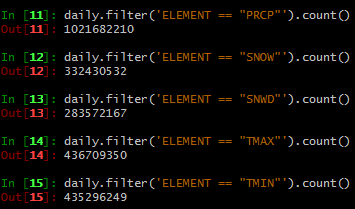 In [11]: daily.filter('ELEMENT == "PRCP"').count()
Out[11]: 1021682210
In [12]: daily.filter('ELEMENT == "SNOW"').count()
Out[12]: 332430532
In [13]: daily.filter('ELEMENT == "SNWD"').count()
Out[13]: 283572167
In [14]: daily.filter('ELEMENT == "TMAX"').count()
Out[14]: 436709350
In [15]: daily.filter('ELEMENT == "TMIN"').count()
Out[15]: 435296249